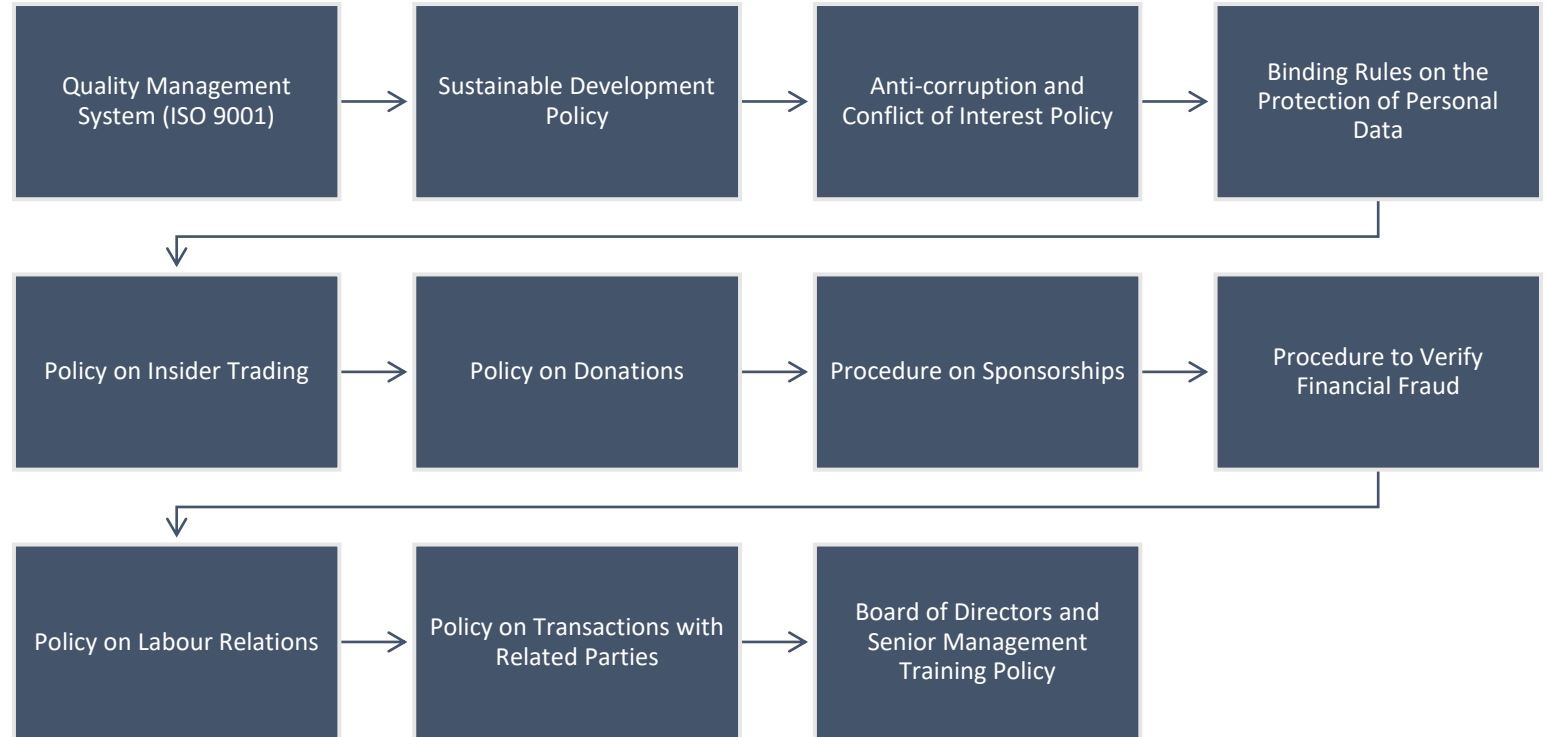 Quality Management
System (ISO 9001)
Sustainable Development
Policy
Anti-corruption and
Conflict of Interest Policy
Binding Rules on the
Protection of Personal
Data
Policy on Insider Trading
Policy on Donations
Procedure on Sponsorships
Procedure to Verify
Financial Fraud
Policy on Labour Relations
Policy on Transactions with
Related Parties
Board of Directors and
Senior Management
Training Policy